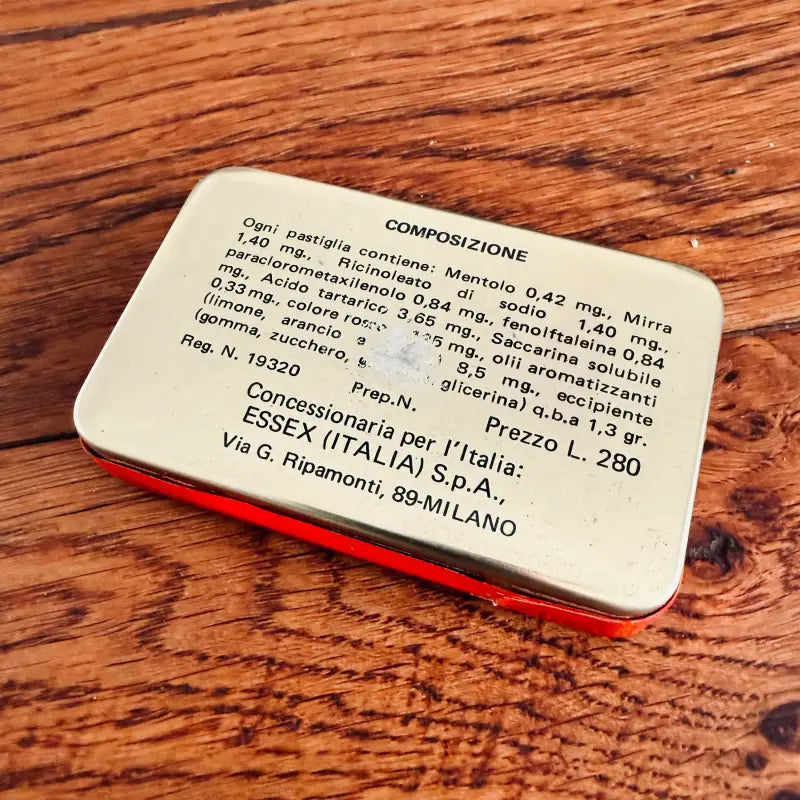 COMPOSIZIONE
Ogni pastiglia contiene: Mentolo 0,42 mg., Mirra
1,40 mg., Ricinoleato di sodio 1,40 mg.,
paraclorometaxilenolo 0,84 mg., fenolftaleina 0,84
mg., Acido tartarico 3,65 mg., Saccarina solubile
0,33 mg., colore mg., olii aromatizzanti
(limone, arancio 8,5 mg., eccipiente
(gomma, zucchero, glicerina) q.b.a 1,3 gr.
Reg. N. 19320 Prep.N. Prezzo L. 280
Concessionaria per l'Italia:
ESSEX (ITALIA) S.p.A.,
Via G. Ripamonti, 89-MILANO